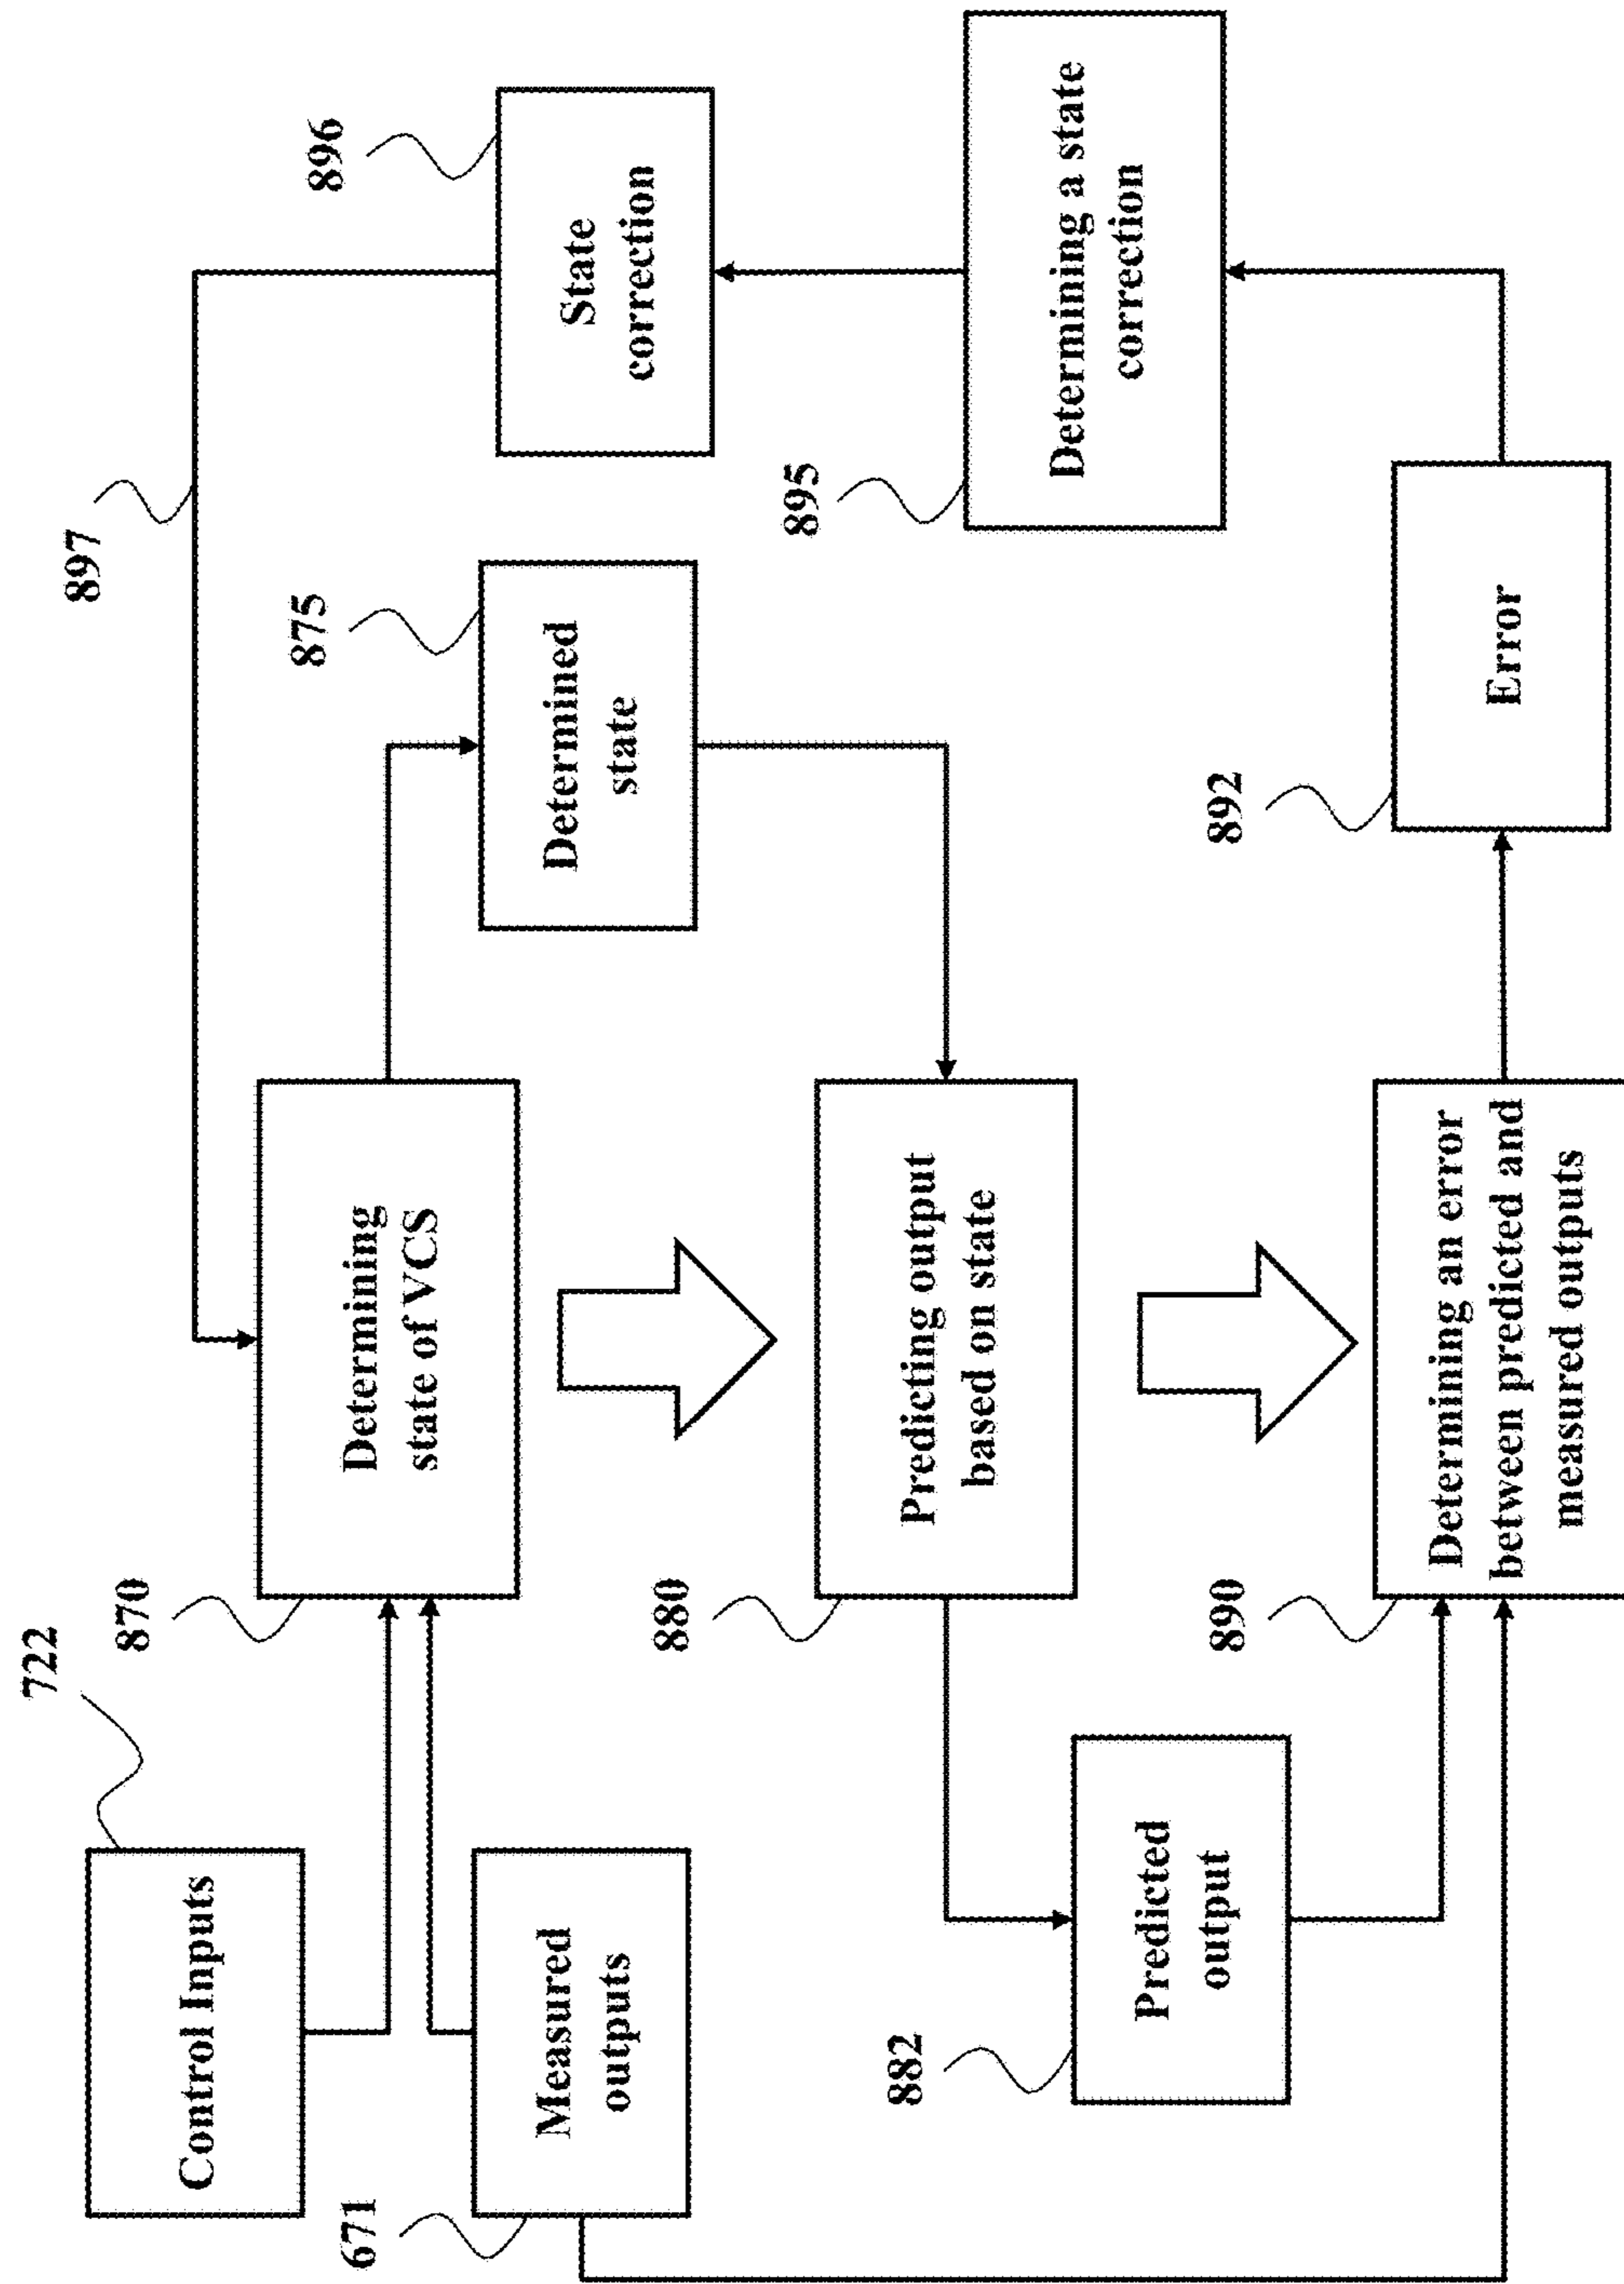 722
Control Inputs
671
Measured
outputs
870
Determining
state of VCS
897
875
Determined
state
896
State
correction
880
Predicting output
based on state
882
Predicted
output
895
Determining a state
correction
890
Determining an error
between predicted and
measured outputs
892
Error